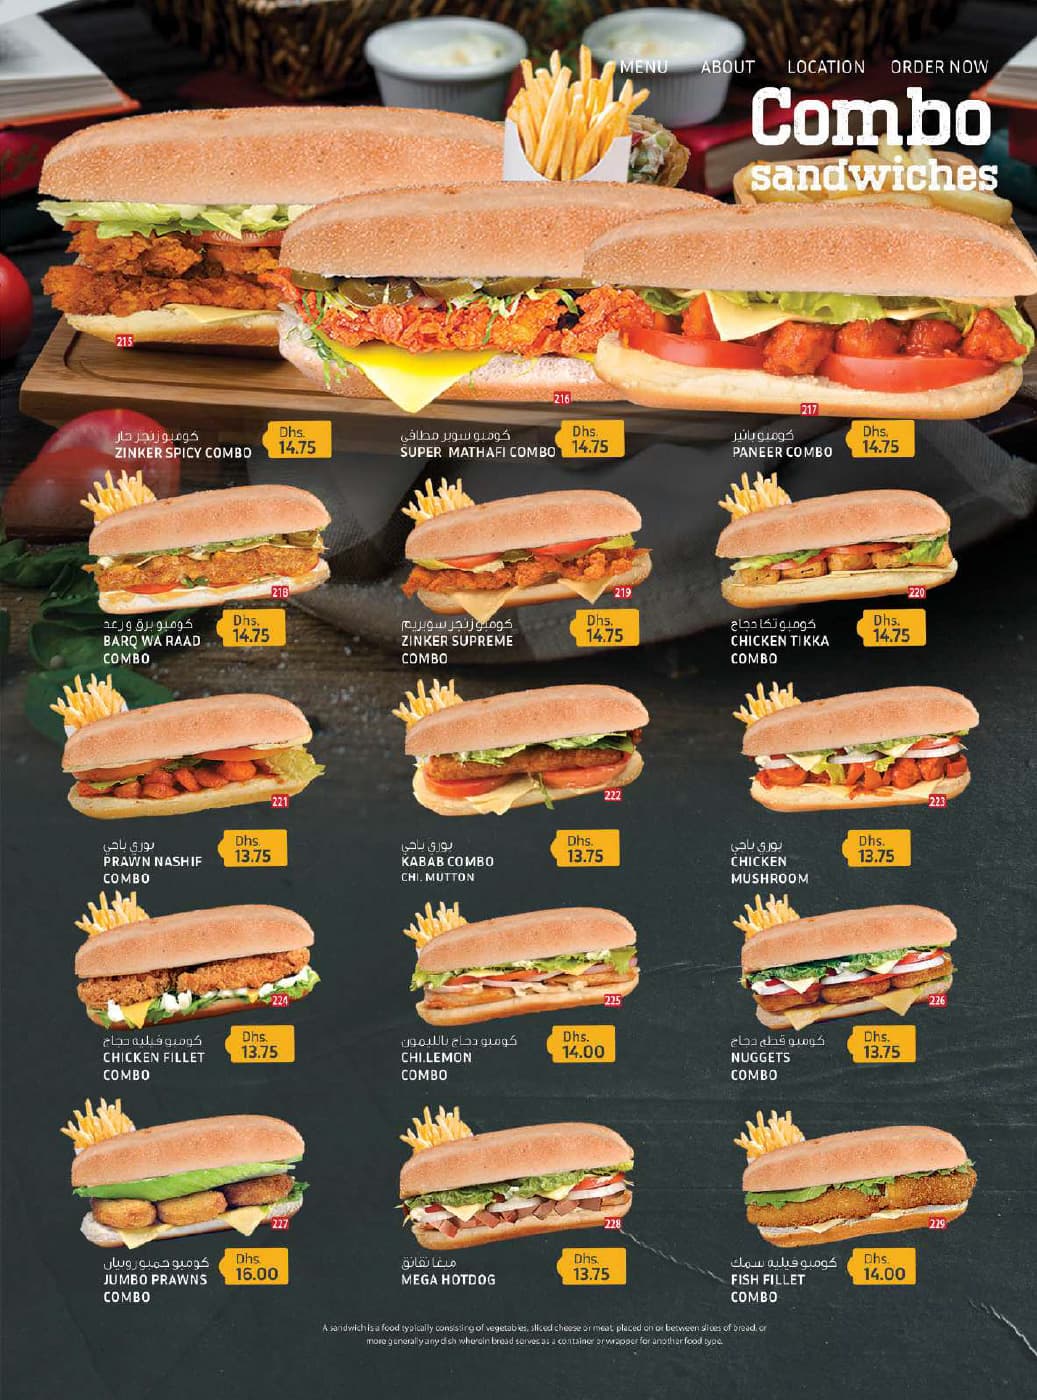 MENU ABOUT LOCATION ORDER NOW
Combo
sandwiches
215
216
217
كومبو زنجر حار
ZINKER SPICY COMBO
Dhs.
14.75
كومبو سوبر مطافي
SUPER MATHAFI COMBO
Dhs.
14.75
كومبو بانير
PANEER COMBO
Dhs.
14.75
218
219
220
كومبو برق و رعد
BARQ WA RAAD
COMBO
Dhs.
14.75
كومبو زنجر سوبريم
ZINKER SUPREME
COMBO
Dhs.
14.75
كومبو تكا دجاج
CHICKEN TIKKA
COMBO
Dhs.
14.75
221
222
223
بوري باجي
PRAWN NASHIF
COMBO
Dhs.
13.75
بوري باجي
KABAB COMBO
CHI. MUTTON
Dhs.
13.75
بوري باجي
CHICKEN
MUSHROOM
Dhs.
13.75
224
225
226
كومبو فيليه دجاج
CHICKEN FILLET
COMBO
Dhs.
13.75
كومبو دجاج بالليمون
CHI.LEMON
COMBO
Dhs.
14.00
كومبو قطع دجاج
NUGGETS
COMBO
Dhs.
13.75
227
228
229
كومبو جمبو روبيان
JUMBO PRAWNS
COMBO
Dhs.
16.00
ميغا نقانق
MEGA HOTDOG
Dhs.
13.75
كومبو فيليه سمك
FISH FILLET
COMBO
Dhs.
14.00
A sandwich is a food typically consisting of vegetables, sliced cheese or meat, placed on or between slices of bread, or
more generally any dish wherein bread serves as a container or wrapper for another food type.